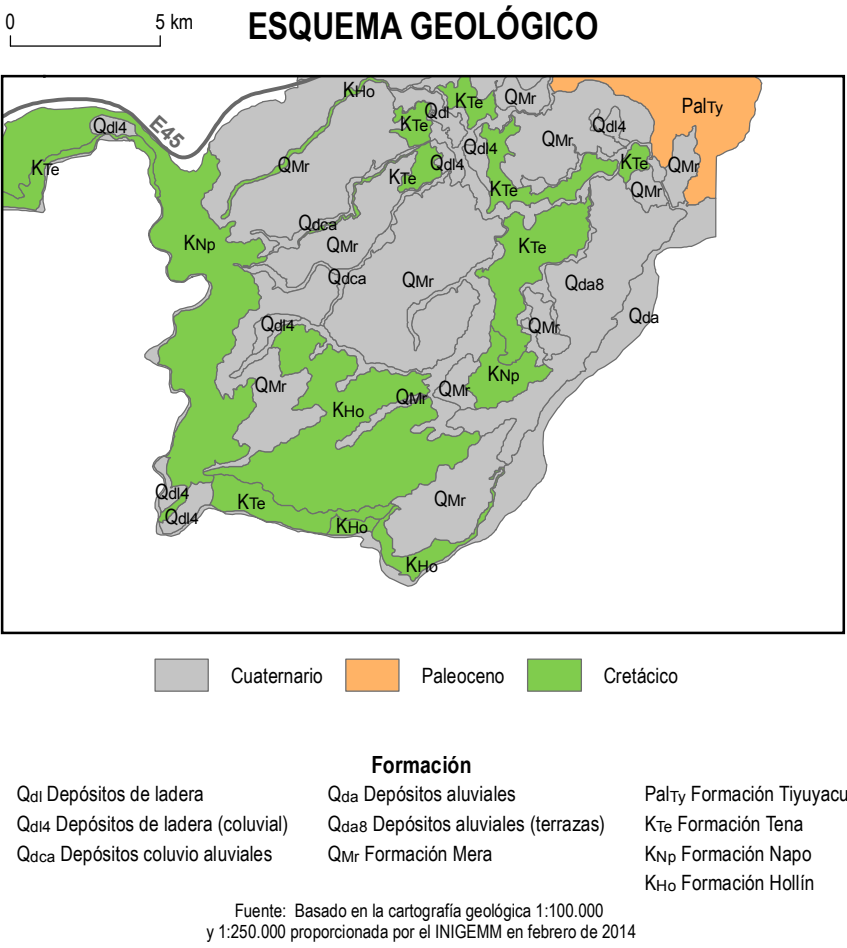 0 5 km
ESQUEMA GEOLÓGICO
KHo
Qdl
KTe
QMr
PalTy
Qdl4
E45
KTe
QMr
Qdl4
KTe
QMr
KTe
Qdl4
Qdl4
KTe
QMr
KTe
KTe
QMr
Qdca
KNp
QMr
KTe
Qdca
QMr
Qda8
Qdl4
QMr
Qda
QMr
KHo
QMr
QMr
KNp
Qdl4
KTe
QMr
Qdl4
KHo
KHo
Cuaternario Paleoceno Cretácico
Formación
Qdl Depósitos de ladera Qda Depósitos aluviales PalTy Formación Tiyuyacu
Qdl4 Depósitos de ladera (coluvial) Qda8 Depósitos aluviales (terrazas) KTe Formación Tena
Qdca Depósitos coluvio aluviales QMr Formación Mera KNp Formación Napo
KHo Formación Hollín
Fuente: Basado en la cartografía geológica 1:100.000
y 1:250.000 proporcionada por el INIGEMM en febrero de 2014